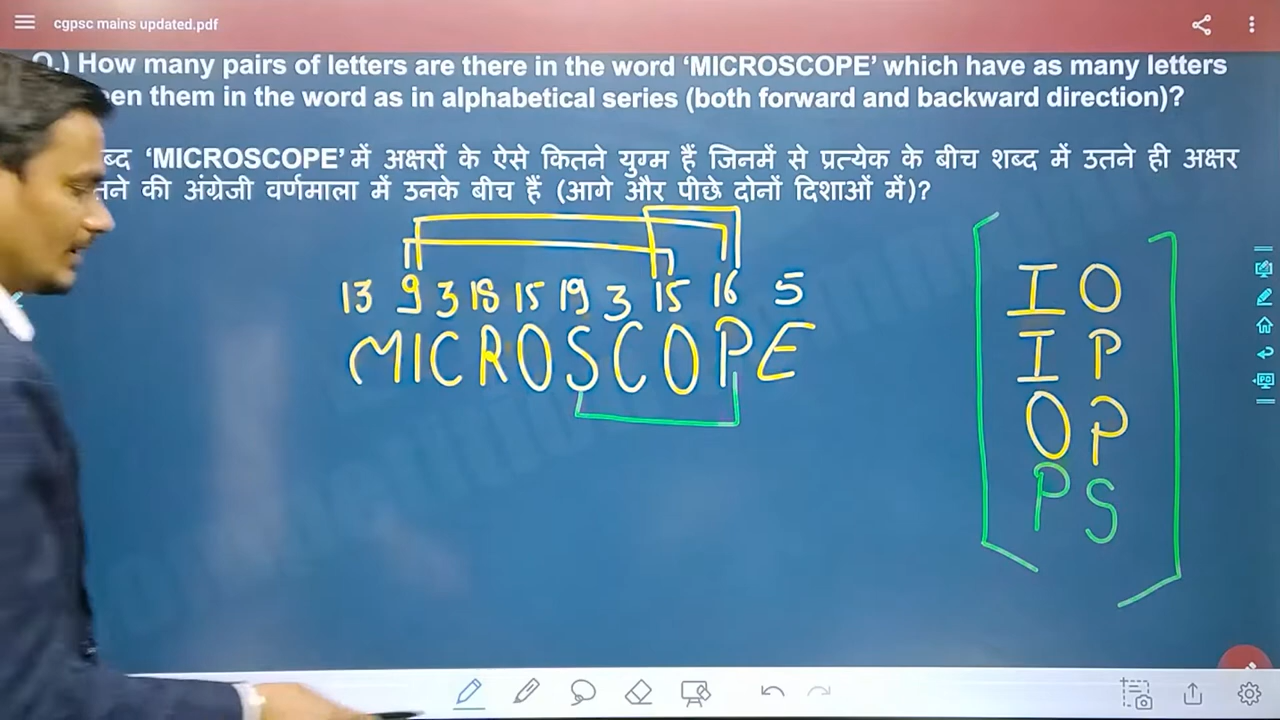 cgpsc mains updated.pdf
Q.) How many pairs of letters are there in the word ‘MICROSCOPE’ which have as many letters
een them in the word as in alphabetical series (both forward and backward direction)?
ब्द ‘MICROSCOPE’ में अक्षरों के ऐसे कितने युग्म हैं जिनमें से प्रत्येक के बीच शब्द में उतने ही अक्षर
तने की अंग्रेजी वर्णमाला में उनके बीच हैं (आगे और पीछे दोनों दिशाओं में)?
13 9 3 18 15 19 3 15 16 5
MICROSCOPE
I O
I P
O P
P S